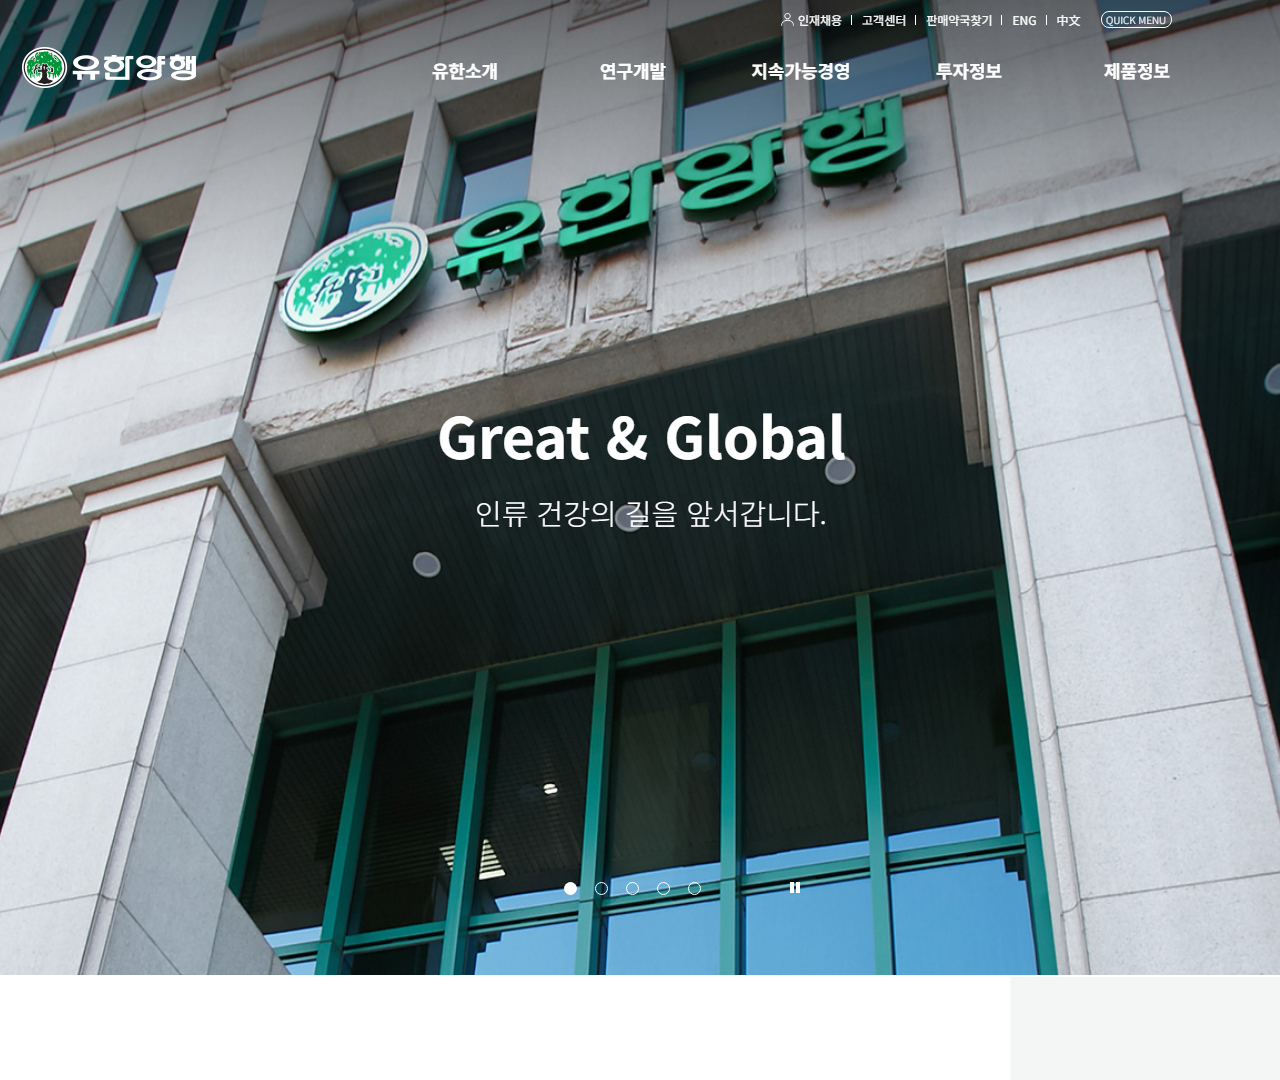 인재채용 고객센터 판매약국찾기 ENG 中文 QUICK MENU
유한양행 유한소개 연구개발 지속가능경영 투자정보 제품정보
유한양행
Great & Global
인류 건강의 길을 앞서갑니다.